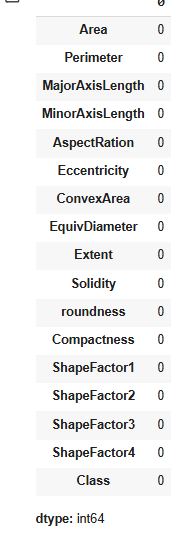 0
Area 0
Perimeter 0
MajorAxisLength 0
MinorAxisLength 0
AspectRation 0
Eccentricity 0
ConvexArea 0
EquivDiameter 0
Extent 0
Solidity 0
roundness 0
Compactness 0
ShapeFactor1 0
ShapeFactor2 0
ShapeFactor3 0
ShapeFactor4 0
Class 0
dtype: int64